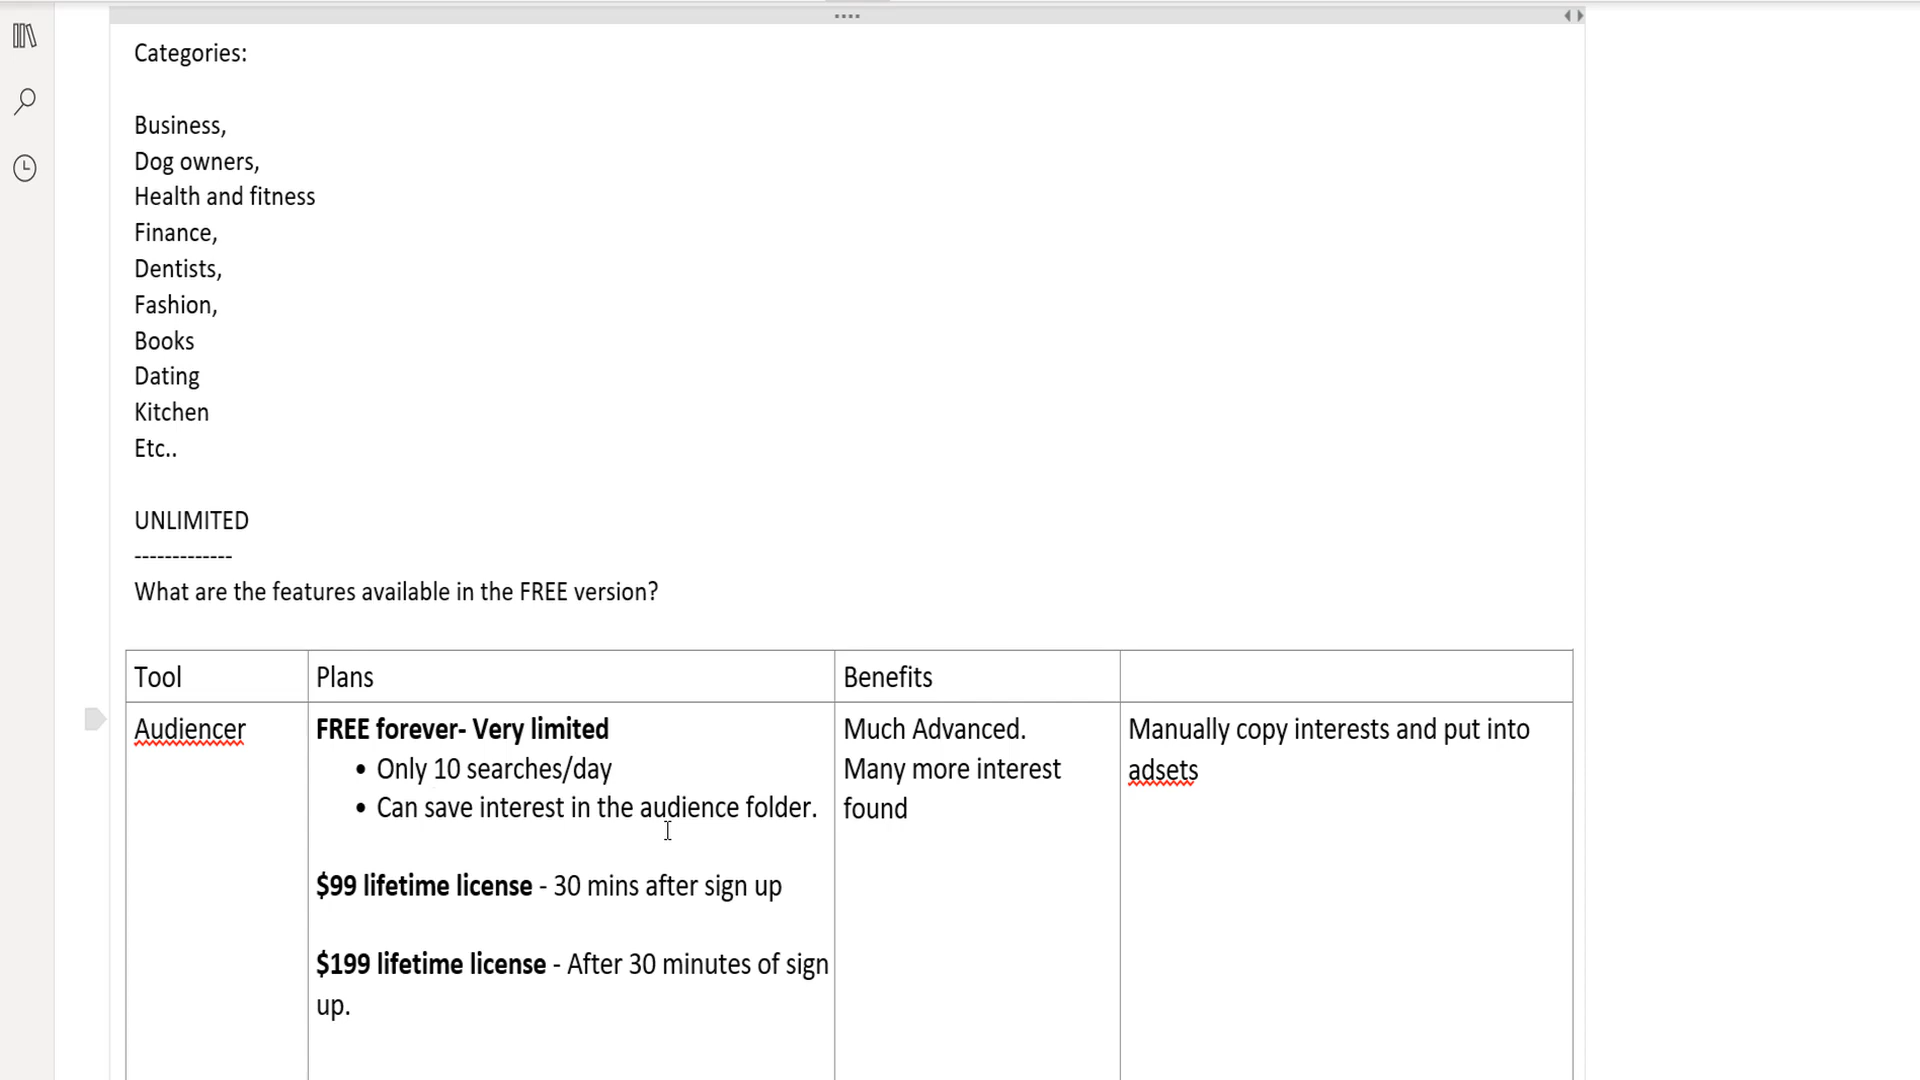 Categories:
Business,
Dog owners,
Health and fitness
Finance,
Dentists,
Fashion,
Books
Dating
Kitchen
Etc..
UNLIMITED
-------------
What are the features available in the FREE version?
Tool Plans Benefits
Audiencer FREE forever- Very limited Much Advanced. Manually copy interests and put into
• Only 10 searches/day Many more interest adsets
• Can save interest in the audience folder. found
$99 lifetime license - 30 mins after sign up
$199 lifetime license - After 30 minutes of sign
up.